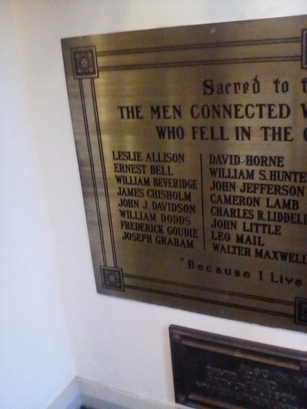 Sacred to
THE MEN CONNECTED
WHO FELL IN THE
LESLIE ALLISON
ERNEST BELL
WILLIAM BEVERIDGE
JAMES CHISHOLM
JOHN J. DAVIDSON
WILLIAM DODDS
FREDERICK GOUDIE
JOSEPH GRAHAM
DAVID HORNE
WILLIAM S. HUNTE
JOHN JEFFERSON
CAMERON LAMB
CHARLES R. LIDDELL
JOHN LITTLE
LEO MAIL
WALTER MAXWELL
"Because I Live